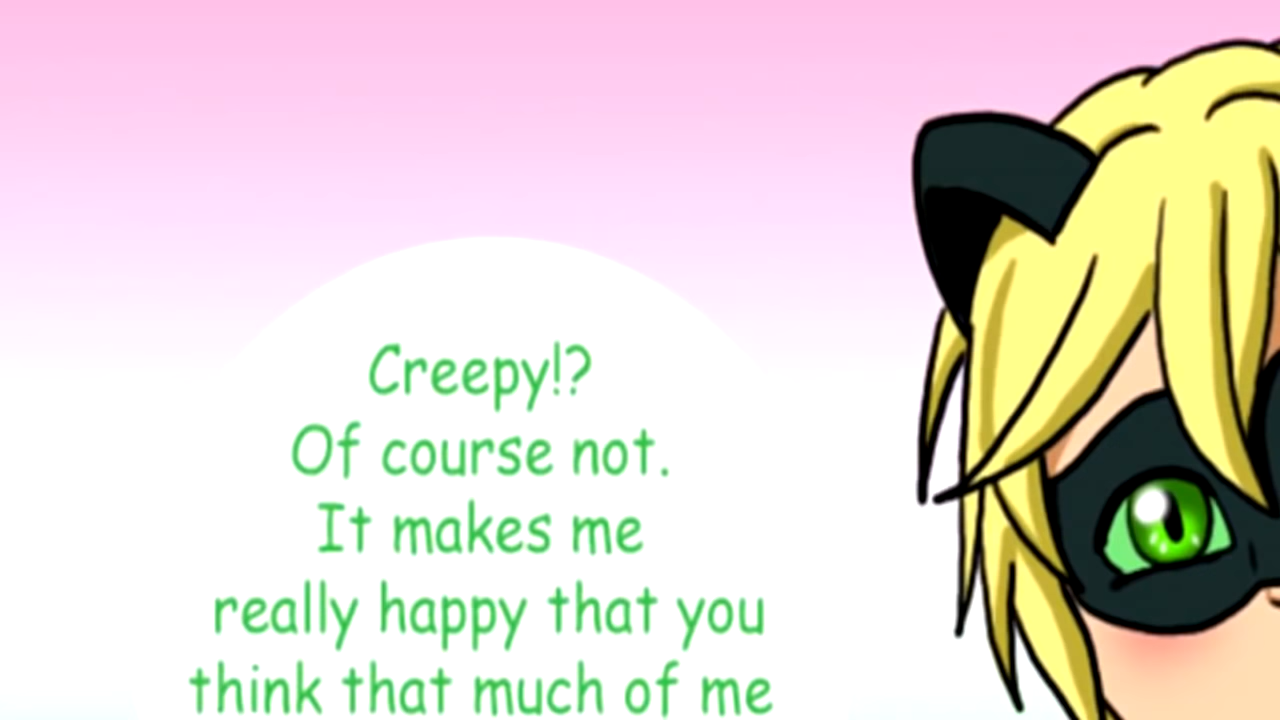 Creepy!?
Of course not.
It makes me
really happy that you
think that much of me